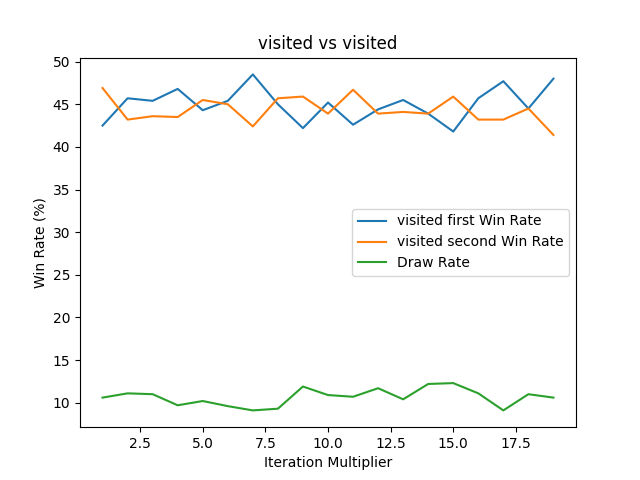 visited vs visited
Win Rate (%)
50
45
40
35
30
25
20
15
10
visited first Win Rate
visited second Win Rate
Draw Rate
2.5 5.0 7.5 10.0 12.5 15.0 17.5
Iteration Multiplier